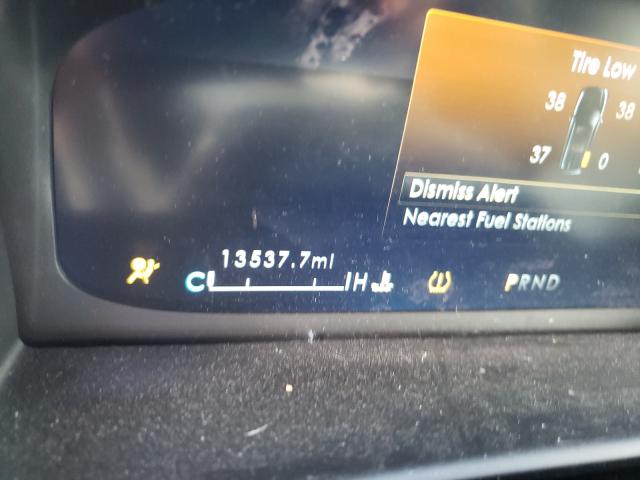 Tire Low
38 38
37 0
Dismiss Alert
Nearest Fuel Stations
13537.7mi
C H
PRND